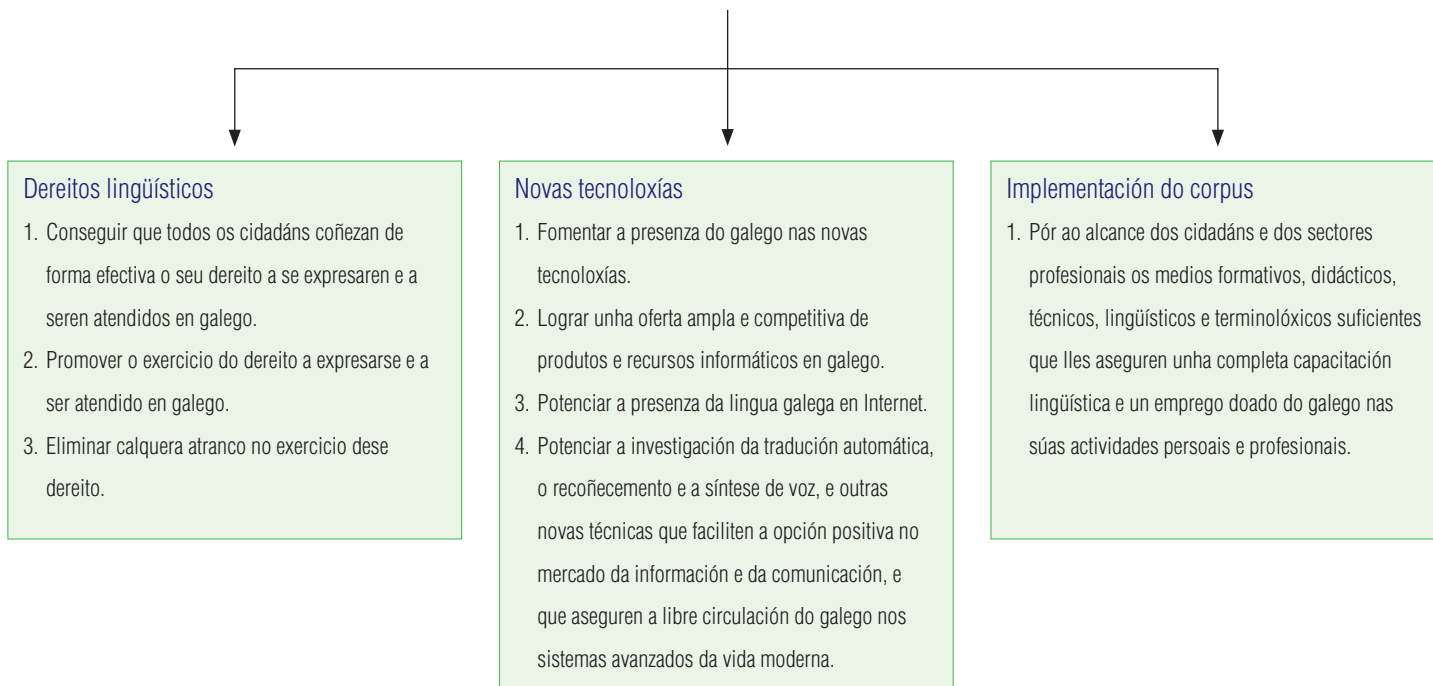 Dereitos lingüísticos
1. Conseguir que todos os cidadáns coñezan de
forma efectiva o seu dereito a se expresaren e a
seren atendidos en galego.
2. Promover o exercicio do dereito a expresarse e a
ser atendido en galego.
3. Eliminar calquera atranco no exercicio dese
dereito.
Novas tecnoloxías
1. Fomentar a presenza do galego nas novas
tecnoloxías.
2. Lograr unha oferta ampla e competitiva de
produtos e recursos informáticos en galego.
3. Potenciar a presenza da lingua galega en Internet.
4. Potenciar a investigación da tradución automática,
o recoñecemento e a síntese de voz, e outras
novas técnicas que faciliten a opción positiva no
mercado da información e da comunicación, e
que aseguren a libre circulación do galego nos
sistemas avanzados da vida moderna.
Implementación do corpus
1. Pór ao alcance dos cidadáns e dos sectores
profesionais os medios formativos, didácticos,
técnicos, lingüísticos e terminolóxicos suficientes
que lles aseguren unha completa capacitación
lingüística e un emprego doado do galego nas
súas actividades persoais e profesionais.